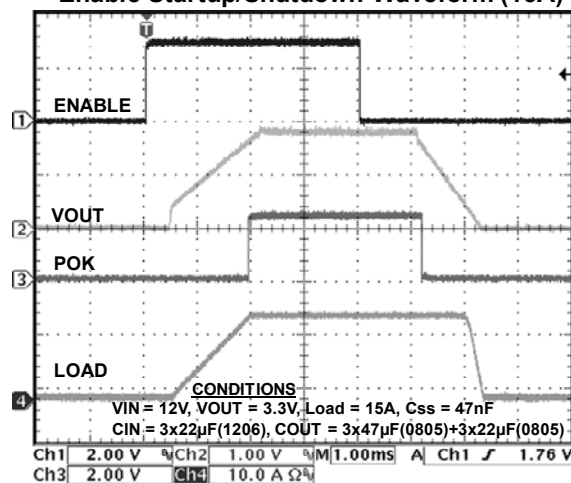 Enable Startup/Shutdown Waveform
T
1
ENABLE
VOUT
2
POK
3
LOAD
4
CONDITIONS
VIN = 12V, VOUT = 3.3V, Load = 15A, Css = 47nF
CIN = 3x22µF(1206), COUT = 3x47µF(0805)+3x22µF(0805)
Ch1 2.00 V Ch2 1.00 V M 1.00ms A Ch1 ƒ 1.76 V
Ch3 2.00 V Ch4 10.0 A Ω